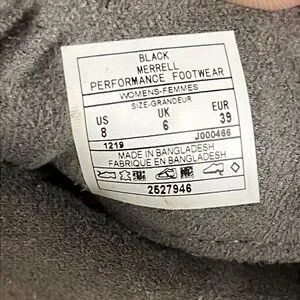 BLACK
MERRELL
PERFORMANCE FOOTWEAR
WOMENS-FEMMES
SIZE-GRANDEUR
US UK EUR
8 6 39
1219 J000466
MADE IN BANGLADESH
FABRIQUE EN BANGLADESH
2527946